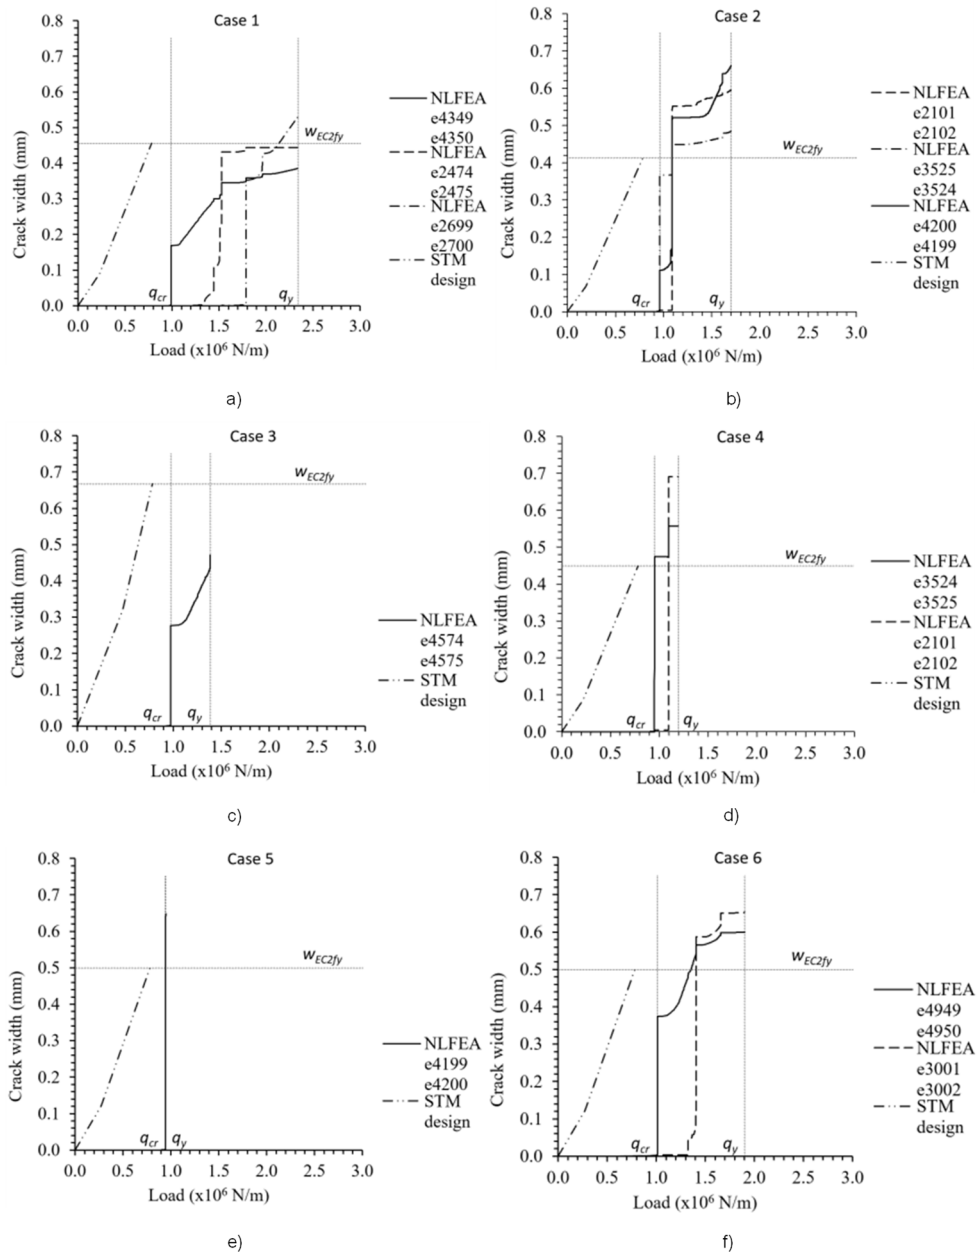 Case 1
0.8
0.7
0.6
0.5
0.4
0.3
0.2
0.1
0.0
Crack width (mm)
w_EC2fy
q_cr
q_y
0.0 0.5 1.0 1.5 2.0 2.5 3.0
Load (x10⁶ N/m)
NLFEA
e4349
e4350
NLFEA
e2474
e2475
NLFEA
e2699
e2700
STM
design
a)
Case 2
0.8
0.7
0.6
0.5
0.4
0.3
0.2
0.1
0.0
Crack width (mm)
w_EC2fy
q_cr
q_y
0.0 0.5 1.0 1.5 2.0 2.5 3.0
Load (x10⁶ N/m)
NLFEA
e2101
e2102
NLFEA
e3525
e3524
NLFEA
e4200
e4199
STM
design
b)
Case 3
0.8
0.7
0.6
0.5
0.4
0.3
0.2
0.1
0.0
Crack width (mm)
w_EC2fy
q_cr
q_y
0.0 0.5 1.0 1.5 2.0 2.5 3.0
Load (x10⁶ N/m)
NLFEA
e4574
e4575
STM
design
c)
Case 4
0.8
0.7
0.6
0.5
0.4
0.3
0.2
0.1
0.0
Crack width (mm)
w_EC2fy
q_cr
q_y
0.0 0.5 1.0 1.5 2.0 2.5 3.0
Load (x10⁶ N/m)
NLFEA
e3524
e3525
NLFEA
e2101
e2102
STM
design
d)
Case 5
0.8
0.7
0.6
0.5
0.4
0.3
0.2
0.1
0.0
Crack width (mm)
w_EC2fy
q_cr
q_y
0.0 0.5 1.0 1.5 2.0 2.5 3.0
Load (x10⁶ N/m)
NLFEA
e4199
e4200
STM
design
e)
Case 6
0.8
0.7
0.6
0.5
0.4
0.3
0.2
0.1
0.0
Crack width (mm)
w_EC2fy
q_cr
q_y
0.0 0.5 1.0 1.5 2.0 2.5 3.0
Load (x10⁶ N/m)
NLFEA
e4949
e4950
NLFEA
e3001
e3002
STM
design
f)